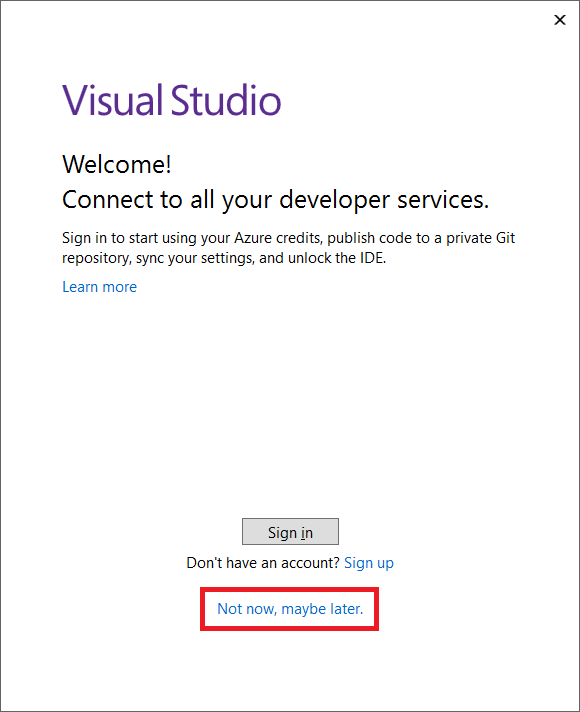 Visual Studio
Welcome!
Connect to all your developer services.
Sign in to start using your Azure credits, publish code to a private Git
repository, sync your settings, and unlock the IDE.
Learn more
Sign in
Don't have an account? Sign up
Not now, maybe later.